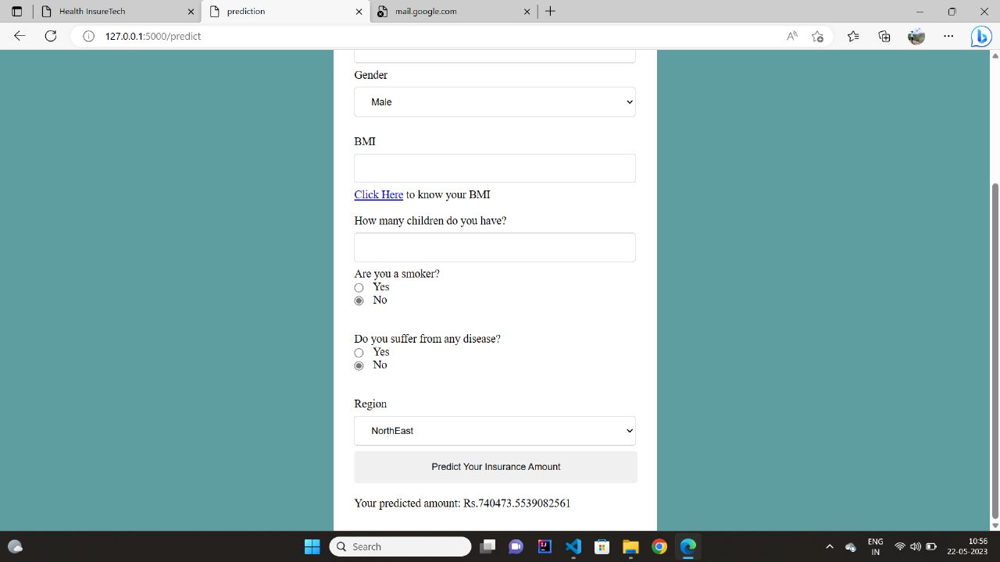 Health InsureTech
prediction
mail.google.com
127.0.0.1:5000/predict
Gender
Male
BMI
Click Here to know your BMI
How many children do you have?
Are you a smoker?
Yes
No
Do you suffer from any disease?
Yes
No
Region
NorthEast
Predict Your Insurance Amount
Your predicted amount: Rs.740473.5539082561
Search
ENG
IN
10:56
22-05-2023